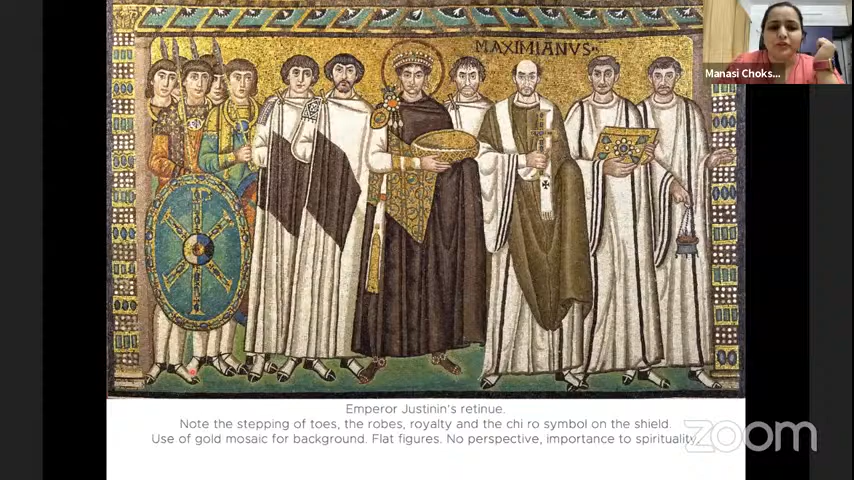 MAXIMIANVS
Manasi Choks...
Emperor Justinin's retinue.
Note the stepping of toes, the robes, royalty and the chi ro symbol on the shield.
Use of gold mosaic for background. Flat figures. No perspective, importance to spirituality.
zoom